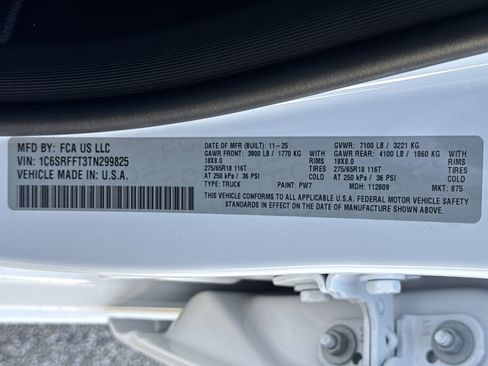 MFD BY: FCA US LLC
VIN: 1C6SRFFT3TN299825
VEHICLE MADE IN: U.S.A.
DATE OF MFR (BUILT): 11-25
GAWR FRONT: 3900 LB / 1770 KG
18X8.0 RIMS
275/65R18 116T TIRES
AT 250 kPa / 36 PSI COLD
TYPE: TRUCK PAINT: PW7
GVWR: 7100 LB / 3221 KG
GAWR REAR: 4100 LB / 1860 KG
18X8.0 RIMS
275/65R18 116T TIRES
AT 250 kPa / 36 PSI COLD
MDH: 112809 MKT: 875
THIS VEHICLE CONFORMS TO ALL APPLICABLE U.S.A. FEDERAL MOTOR VEHICLE SAFETY
STANDARDS IN EFFECT ON THE DATE OF MANUFACTURE SHOWN ABOVE.